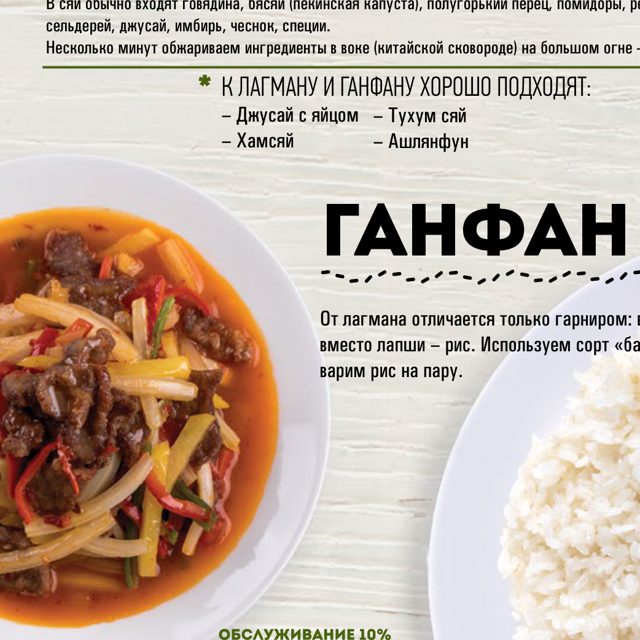 В сяй обычно входят говядина, бясяй (пекинская капуста), полугорький перец, помидоры,
сельдерей, джусай, имбирь, чеснок, специи.
Несколько минут обжариваем ингредиенты в воке (китайской сковороде) на большом огне –
* К ЛАГМАНУ И ГАНФАНУ ХОРОШО ПОДХОДЯТ:
– Джусай с яйцом – Тухум сяй
– Хамсяй – Ашлянфун
ГАНФАН
От лагмана отличается только гарниром:
вместо лапши – рис. Используем сорт «ба
варим рис на пару.
ОБСЛУЖИВАНИЕ 10%